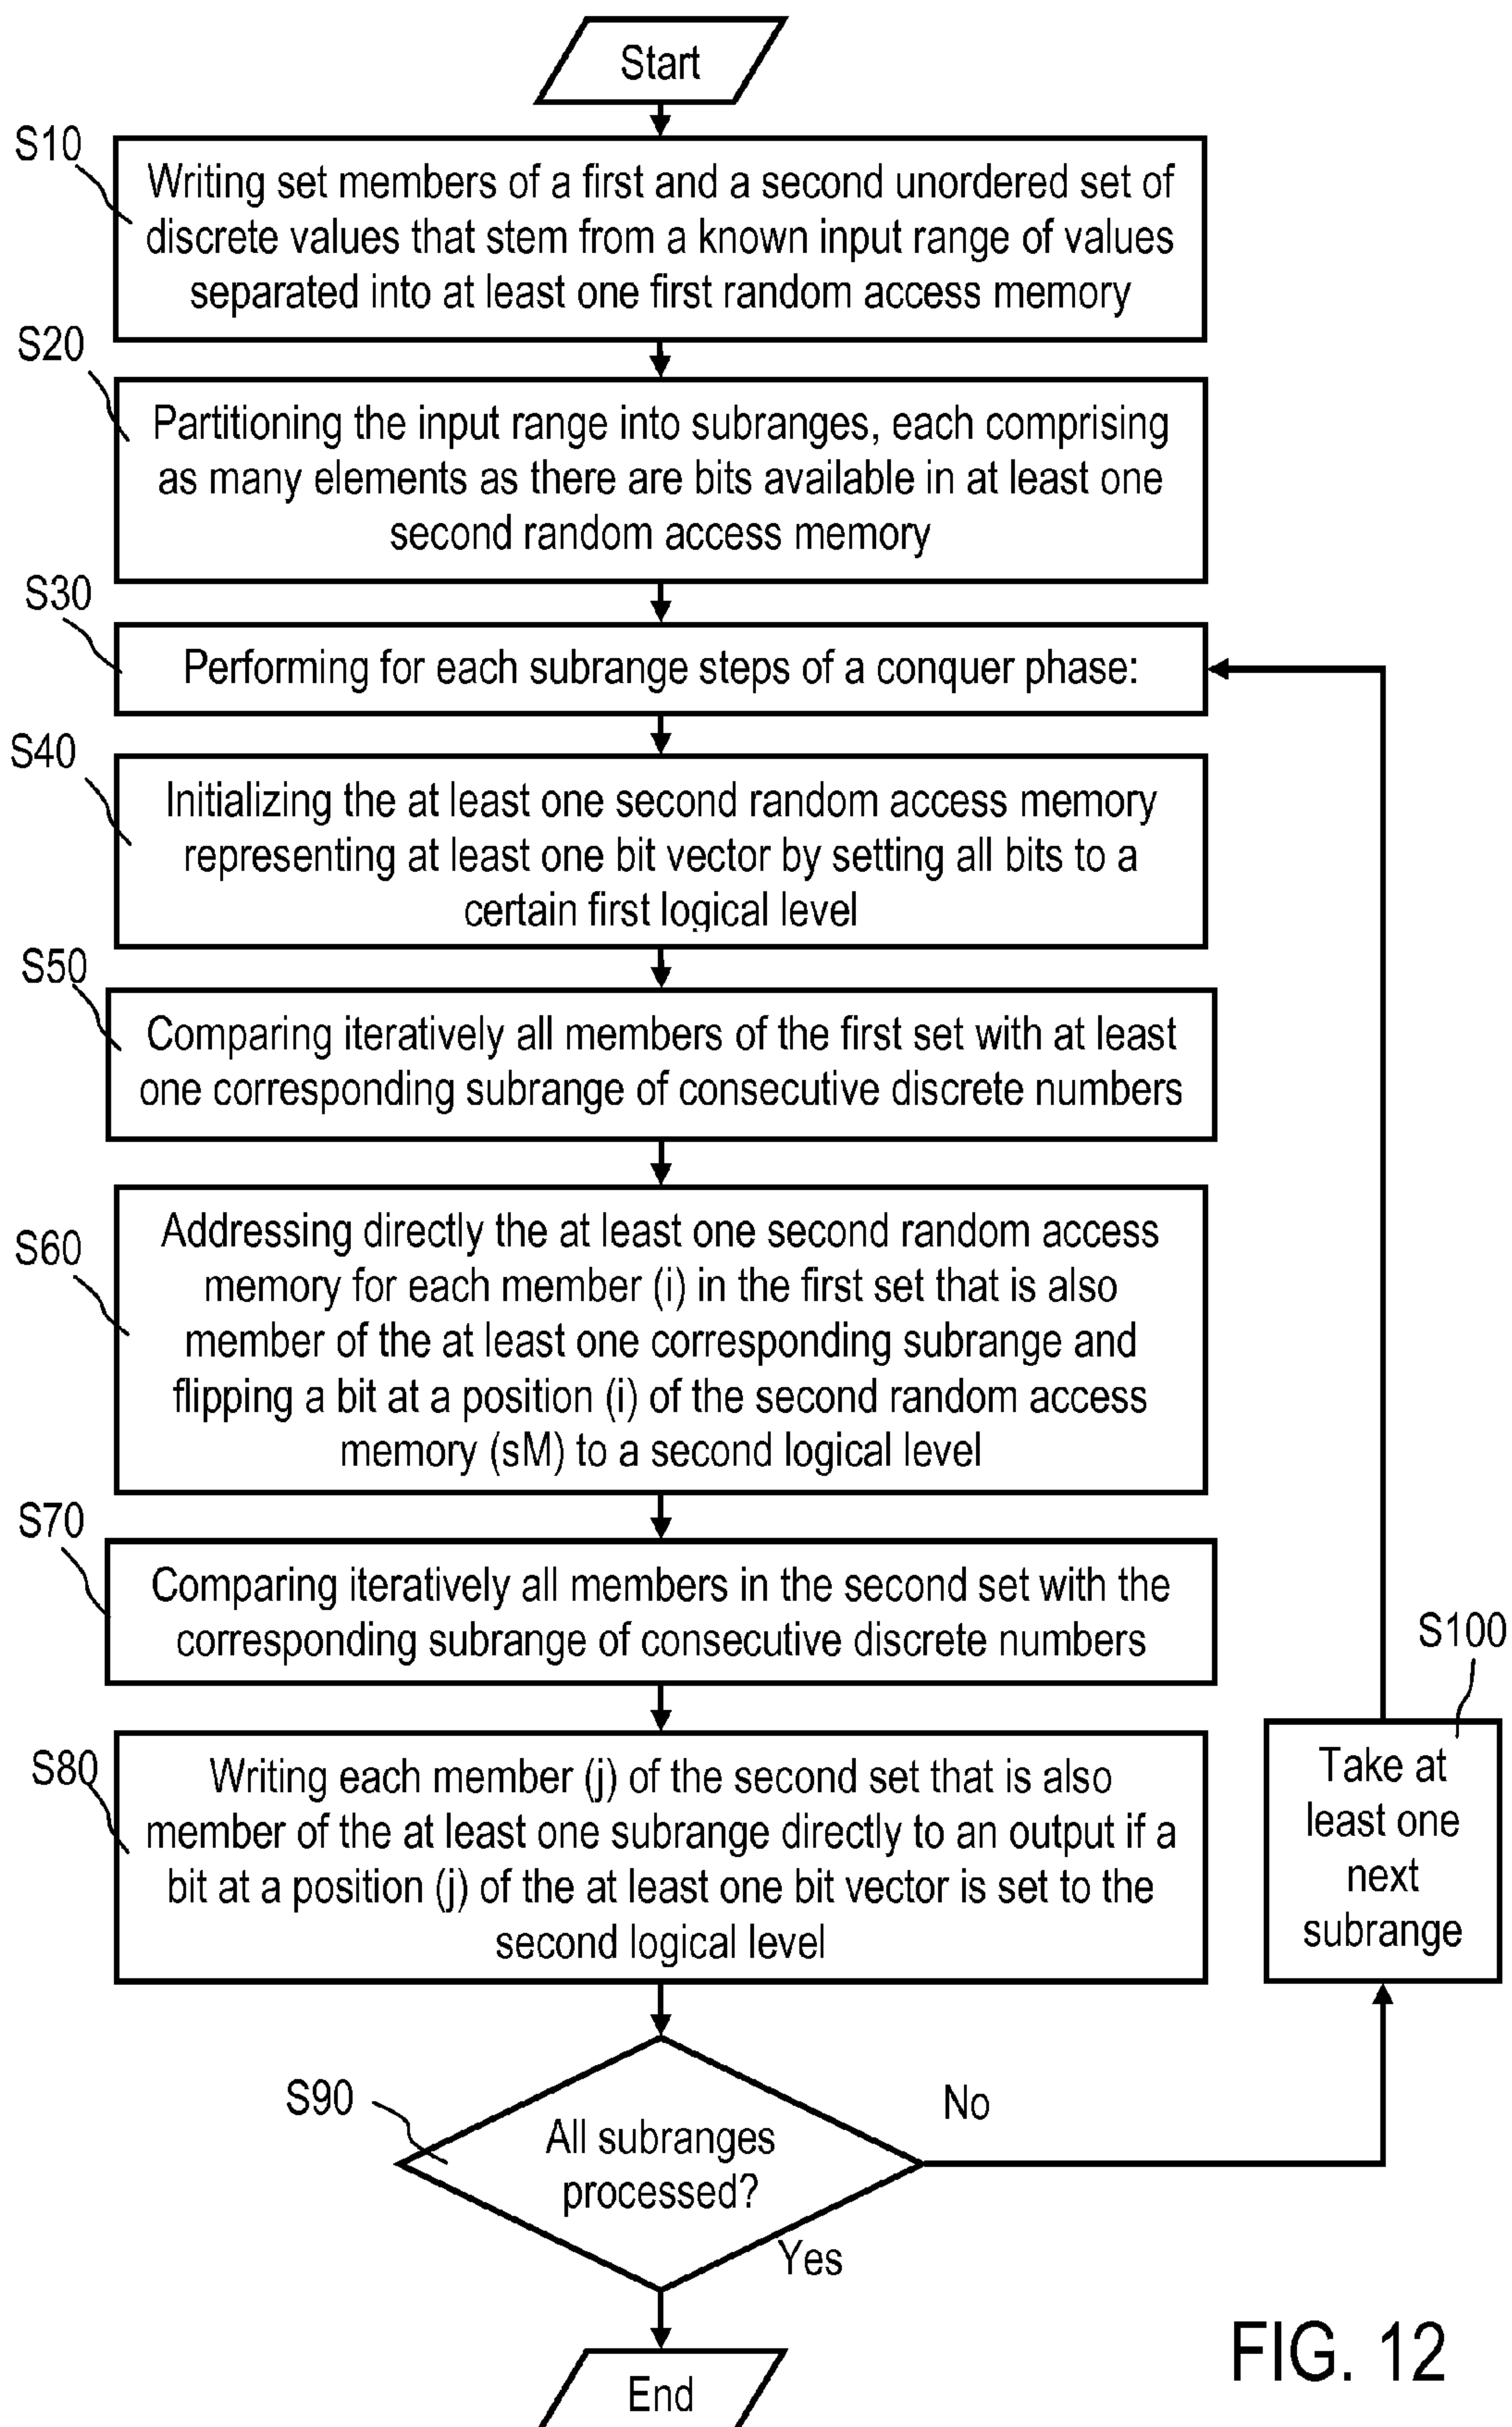 Start
S10
Writing set members of a first and a second unordered set of
discrete values that stem from a known input range of values
separated into at least one first random access memory
S20
Partitioning the input range into subranges, each comprising
as many elements as there are bits available in at least one
second random access memory
S30
Performing for each subrange steps of a conquer phase:
S40
Initializing the at least one second random access memory
representing at least one bit vector by setting all bits to a
certain first logical level
S50
Comparing iteratively all members of the first set with at least
one corresponding subrange of consecutive discrete numbers
S60
Addressing directly the at least one second random access
memory for each member (i) in the first set that is also
member of the at least one corresponding subrange and
flipping a bit at a position (i) of the second random access
memory (sM) to a second logical level
S70
Comparing iteratively all members in the second set with the
corresponding subrange of consecutive discrete numbers
S80
Writing each member (j) of the second set that is also
member of the at least one subrange directly to an output if a
bit at a position (j) of the at least one bit vector is set to the
second logical level
S100
Take at
least one
next
subrange
S90
All subranges
processed?
No
Yes
End
FIG. 12